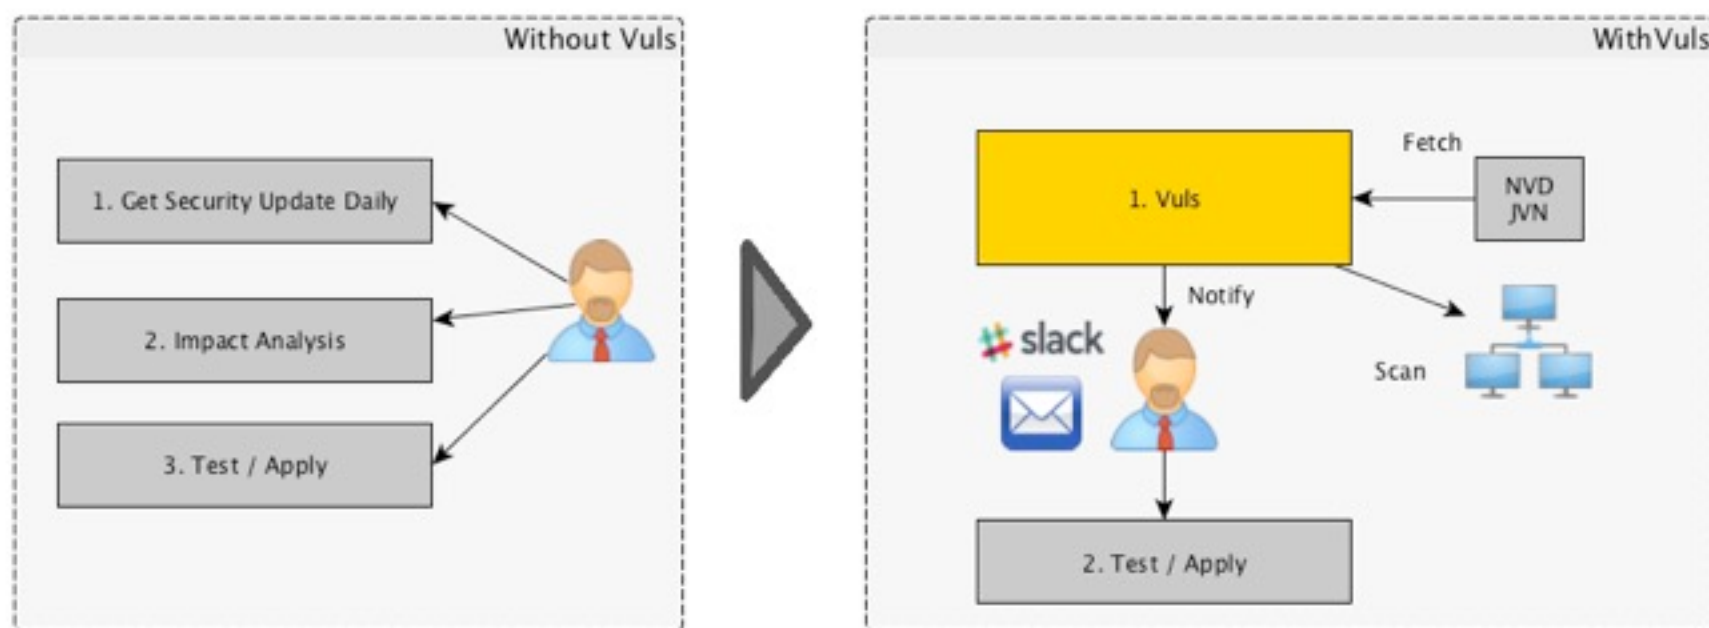 Without Vuls
1. Get Security Update Daily
2. Impact Analysis
3. Test / Apply
WithVuls
Fetch
1. Vuls
NVD
JVN
Notify
slack
Scan
2. Test / Apply